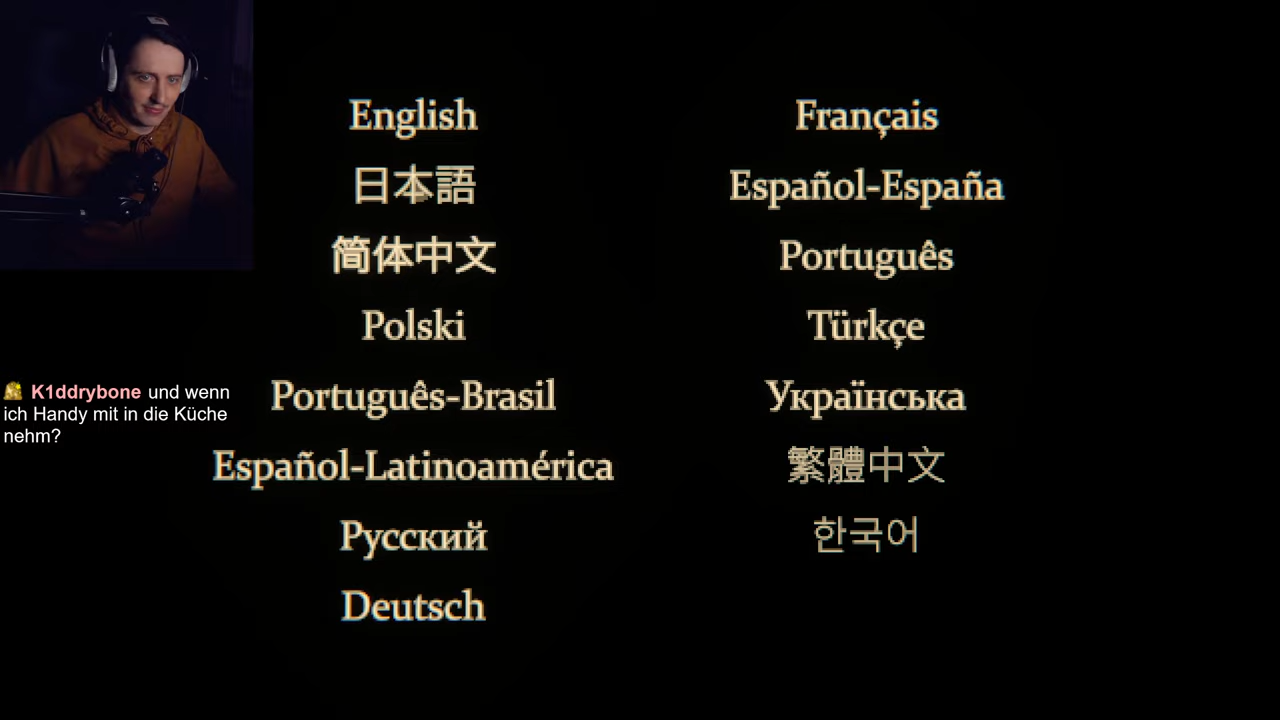 English
日本語
简体中文
Polski
Português-Brasil
Español-Latinoamérica
Русский
Deutsch
Français
Español-España
Português
Türkçe
Українська
繁體中文
한국어
K1ddrybone und wenn
ich Handy mit in die Küche
nehm?